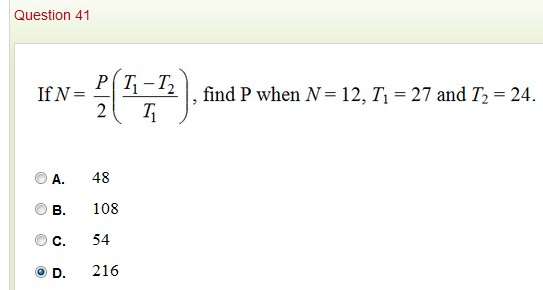 Question 41
If N = P/2 ( (T₁ – T₂) / T₁ ), find P when N = 12, T₁ = 27 and T₂ = 24.
A. 48
B. 108
C. 54
D. 216